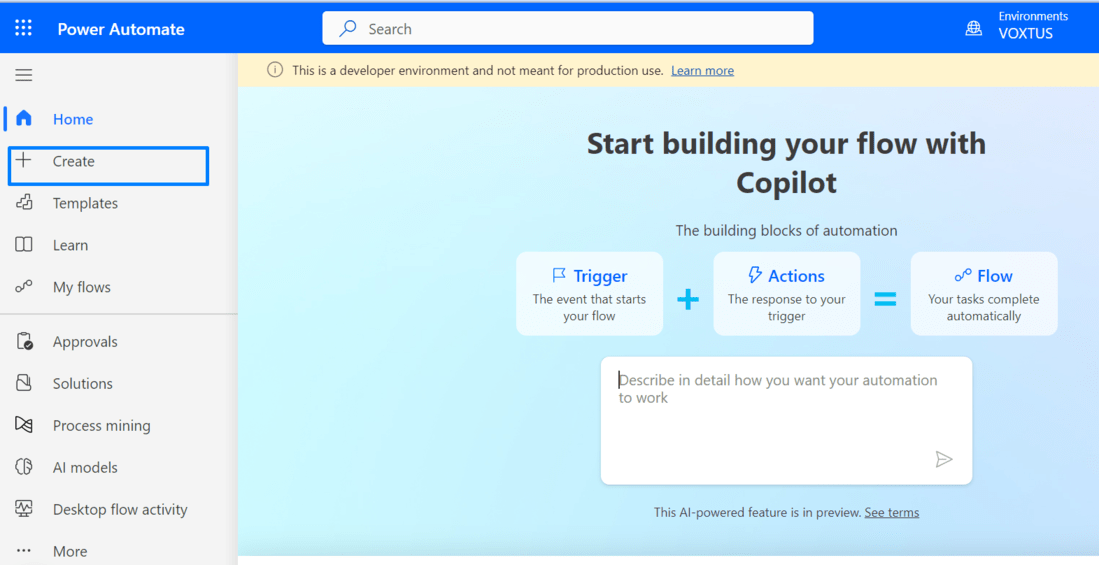 Power Automate
Search
Environments
VOXTUS
This is a developer environment and not meant for production use. Learn more
Home
Create
Templates
Learn
My flows
Approvals
Solutions
Process mining
AI models
Desktop flow activity
More
Start building your flow with
Copilot
The building blocks of automation
Trigger
The event that starts
your flow
+
Actions
The response to your
trigger
=
Flow
Your tasks complete
automatically
Describe in detail how you want your automation
to work
This AI-powered feature is in preview. See terms